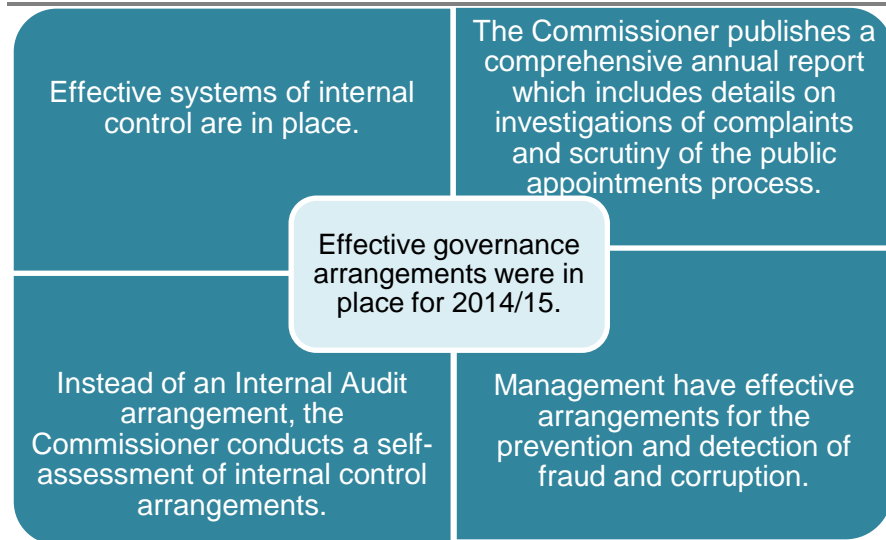 Effective systems of internal
control are in place.
The Commissioner publishes a
comprehensive annual report
which includes details on
investigations of complaints
and scrutiny of the public
appointments process.
Effective governance
arrangements were in
place for 2014/15.
Instead of an Internal Audit
arrangement, the
Commissioner conducts a self-
assessment of internal control
arrangements.
Management have effective
arrangements for the
prevention and detection of
fraud and corruption.